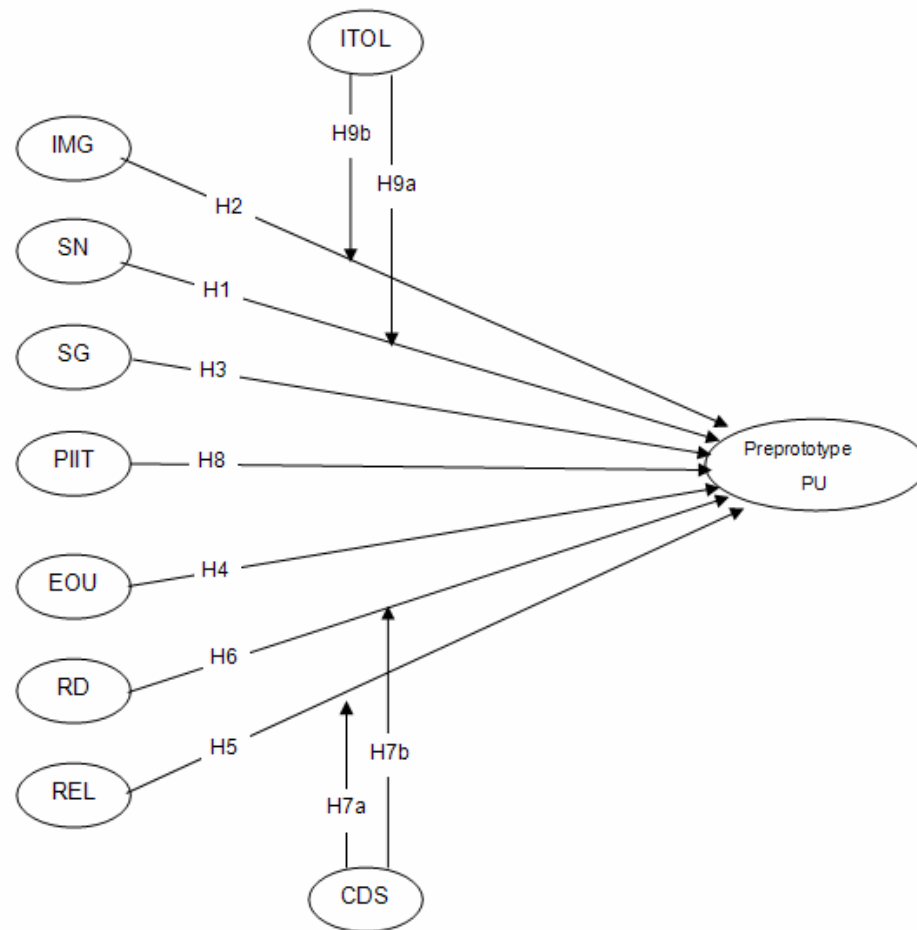 ITOL
H9b
IMG
H9a
H2
SN
H1
SG
H3
Preprototype
PU
PIIT
H8
EOU
H4
RD
H6
H5
H7b
REL
H7a
CDS